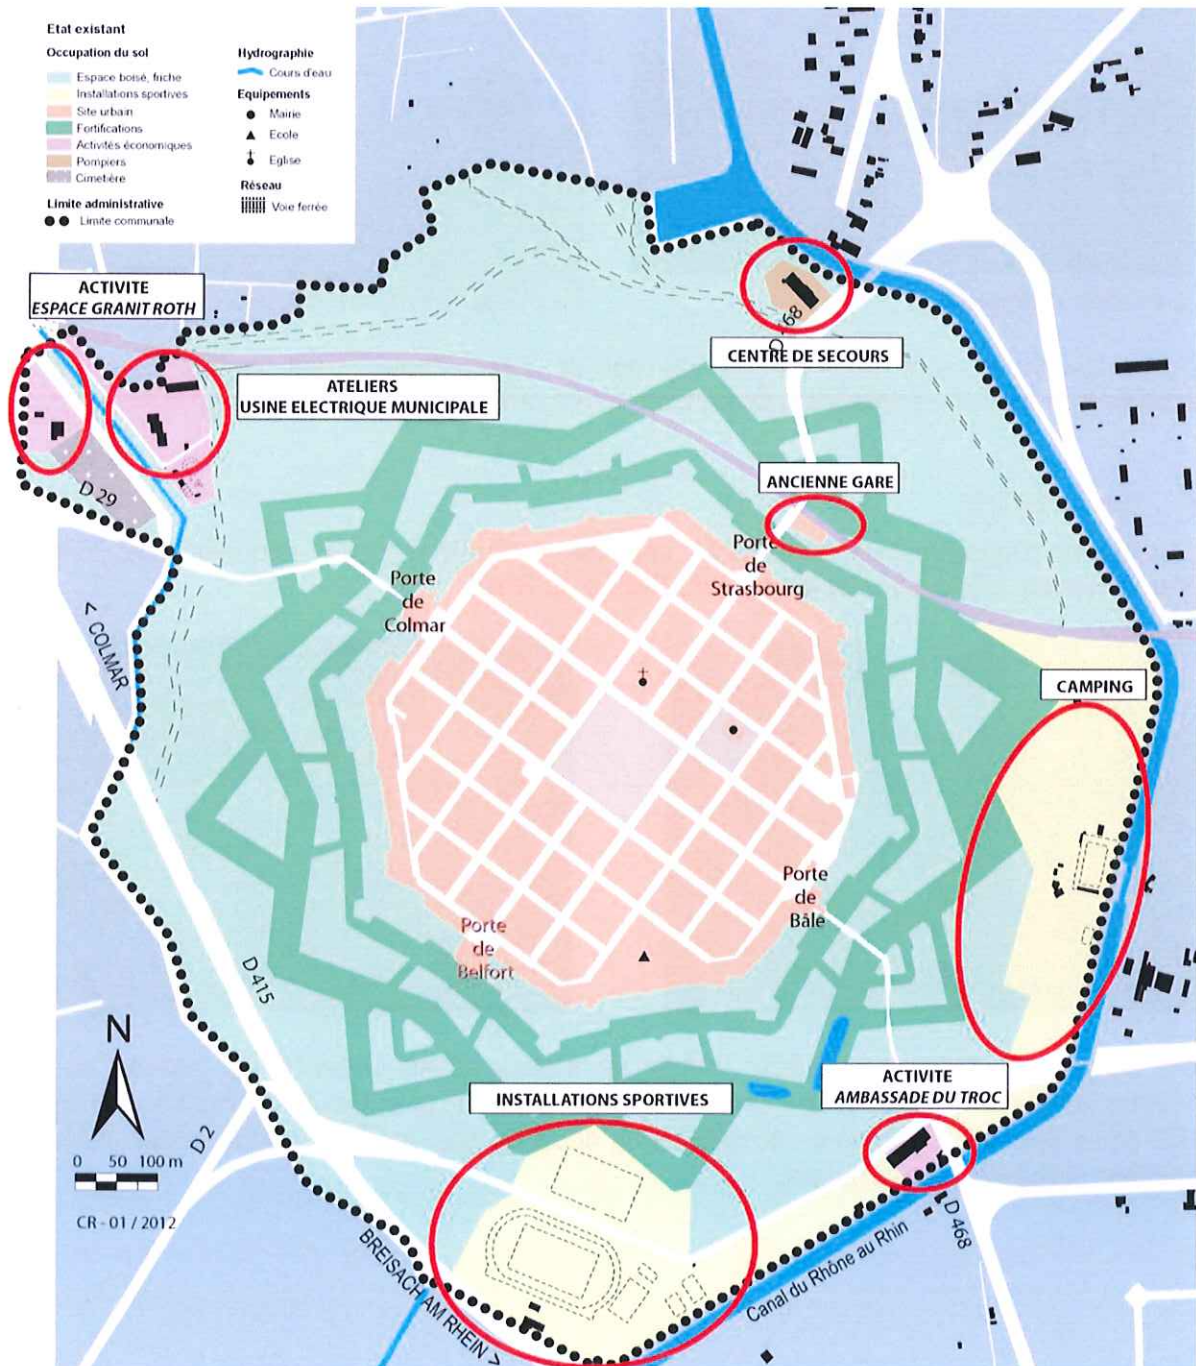 Etat existant
Occupation du sol
Espace boisé, friche
Installations sportives
Site urbain
Fortifications
Activités économiques
Pompiers
Cimetière
Limite administrative
Limite communale
Hydrographie
Cours d'eau
Equipements
Mairie
Ecole
Eglise
Réseau
Voie ferrée
ACTIVITE
ESPACE GRANIT ROTH
ATELIERS
USINE ELECTRIQUE MUNICIPALE
D 468
CENTRE DE SECOURS
ANCIENNE GARE
D 29
Porte
de
Strasbourg
Porte
de
Colmar
< COLMAR
CAMPING
Porte
de
Bâle
Porte
de
Belfort
D 415
N
D 2
0 50 100 m
CR - 01 / 2012
INSTALLATIONS SPORTIVES
ACTIVITE
AMBASSADE DU TROC
D 468
Canal du Rhône au Rhin
BREISACH AM RHEIN >